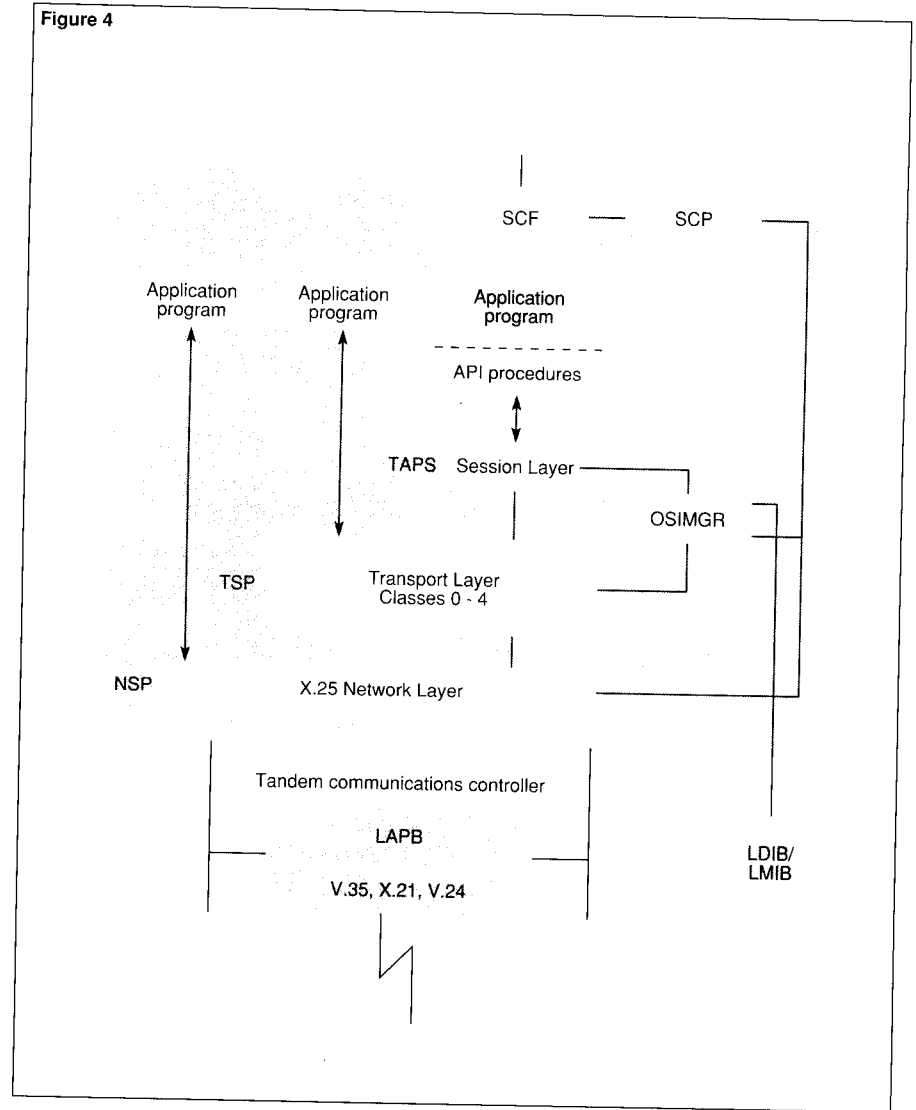 Figure 4
SCF
SCP
Application
program
Application
program
Application
program
API procedures
TAPS
Session Layer
OSIMGR
TSP
Transport Layer
Classes 0 - 4
NSP
X.25 Network Layer
Tandem communications controller
LAPB
V.35, X.21, V.24
LDIB/
LMIB